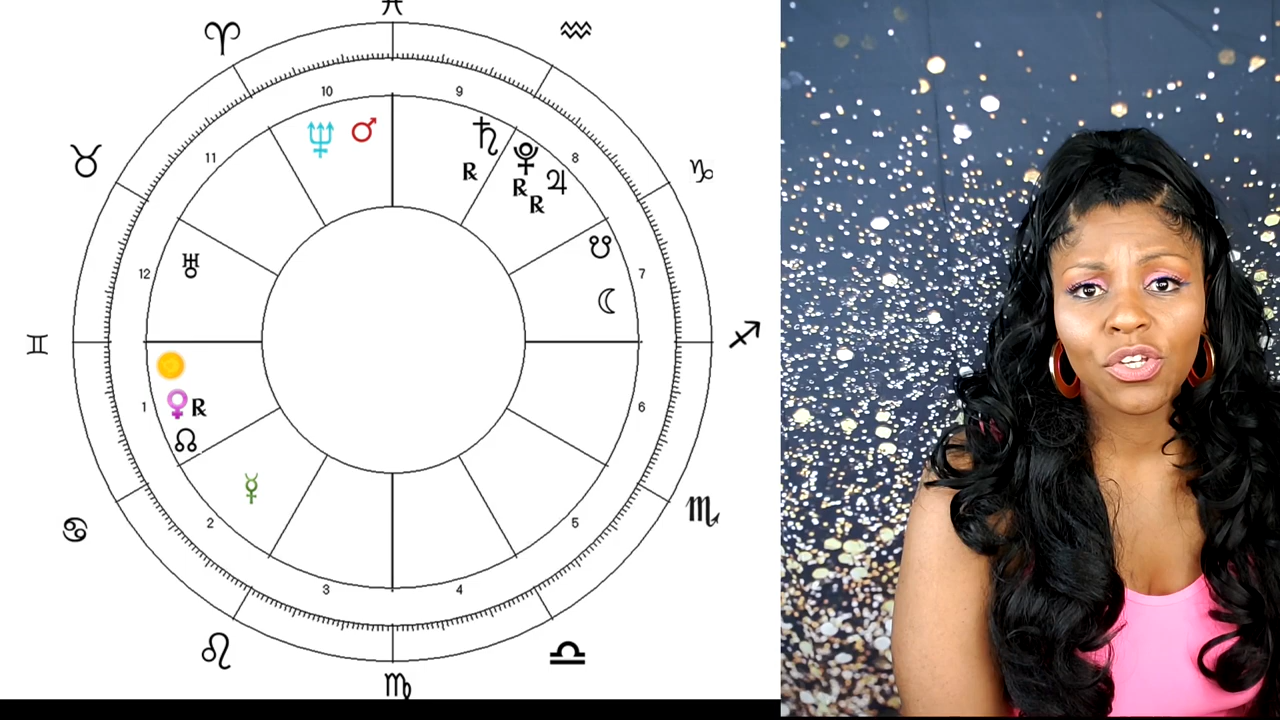 ♓
♈ ♒
10 9
♆ ♂ ♄
11 ♇ 8
♉ R R ♃ ♑
R
☋
12 ♅ 7
☾
♊ ♐
☉
1 ♀ R 6
☊
☿
2 5
♋ ♏
3 4
♌ ♎
♍